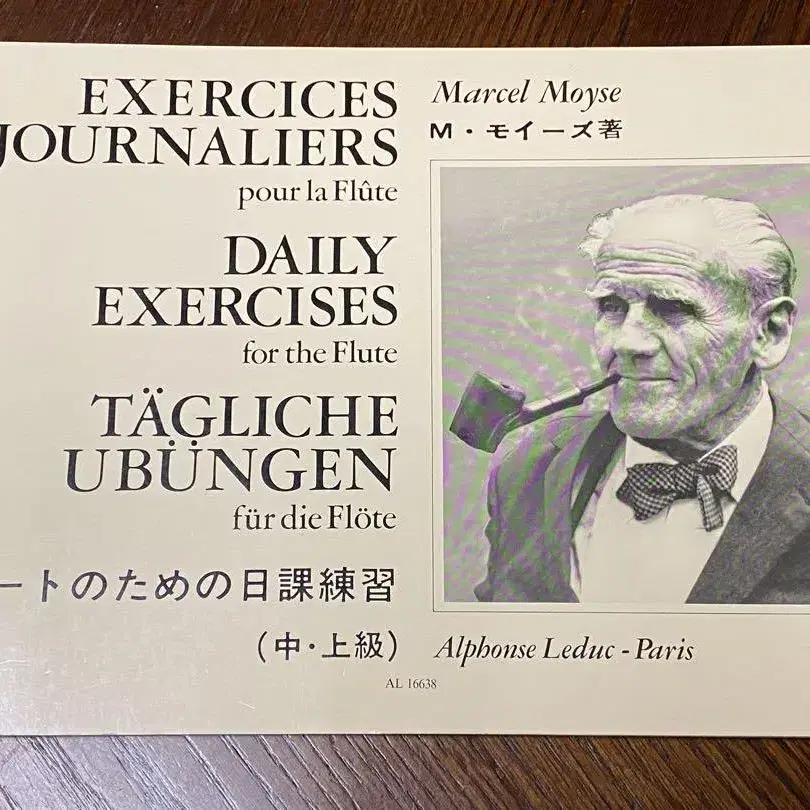 EXERCICES
JOURNALIERS
pour la Flûte
DAILY
EXERCISES
for the Flute
TÄGLICHE
UBÜNGEN
für die Flöte
ートのための日課練習
(中・上級)
AL 16638
Marcel Moyse
M・モイーズ著
Alphonse Leduc - Paris